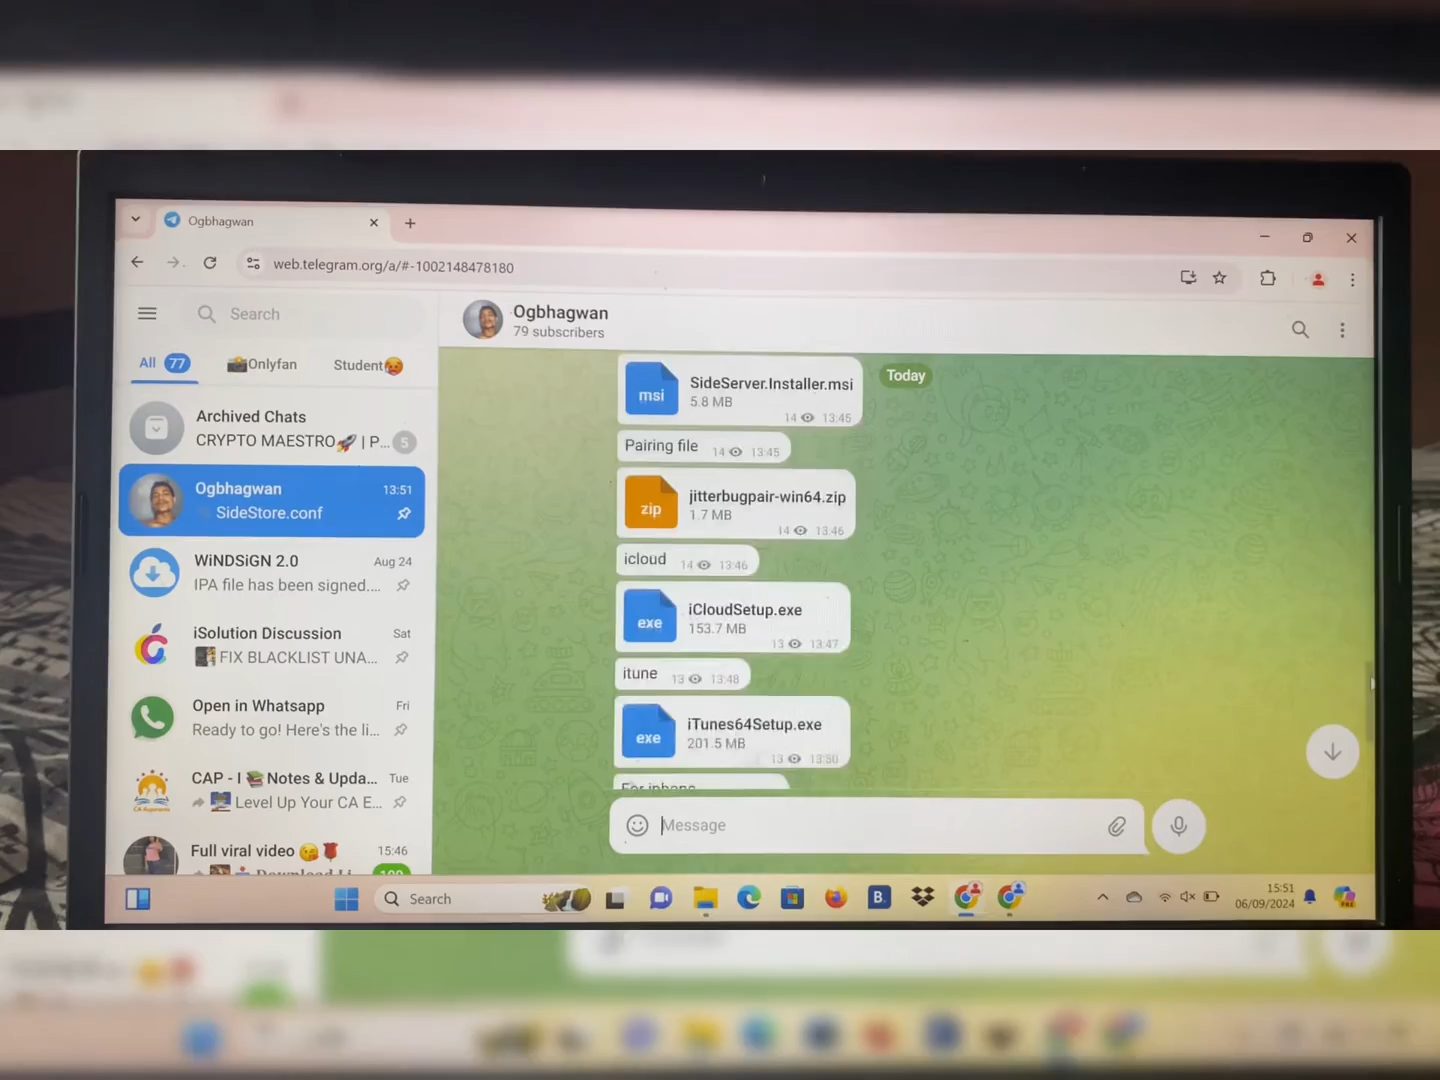 Ogbhagwan
web.telegram.org/a/#-1002148478180
Search
All 77
Onlyfan
Student🥵
Archived Chats
CRYPTO MAESTRO🚀 | P... 5
Ogbhagwan 13:51
SideStore.conf
WiNDSiGN 2.0 Aug 24
IPA file has been signed....
iSolution Discussion Sat
FIX BLACKLIST UNA...
Open in Whatsapp Fri
Ready to go! Here's the li...
CAP - I 📚Notes & Upda... Tue
Level Up Your CA E...
Full viral video 😘🌹 15:46
Ogbhagwan
79 subscribers
Today
msi
SideServer.Installer.msi
5.8 MB
14 13:45
Pairing file 14 13:45
zip
jitterbugpair-win64.zip
1.7 MB
14 13:46
icloud 14 13:46
exe
iCloudSetup.exe
153.7 MB
13 13:47
itune 13 13:48
exe
iTunes64Setup.exe
201.5 MB
13 13:50
Message
Search
B.
15:51
06/09/2024